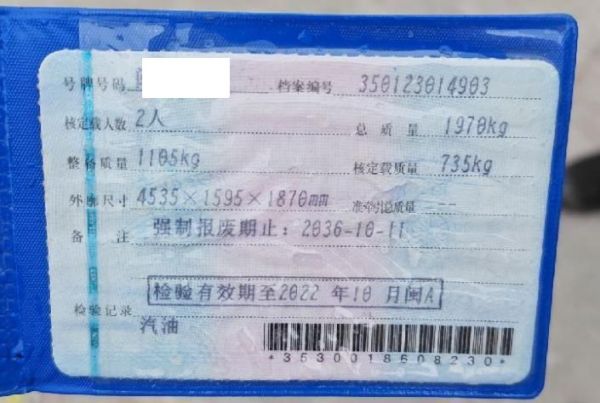 号牌号码 档案编号 350123014903
核定载人数 2人 总质量 1970kg
整备质量 1105kg 核定载质量 735kg
外廓尺寸 4535×1595×1870mm 准牵引总质量 --
备注 强制报废期止：2036-10-11
检验有效期至2022年10月闽A
检验记录
汽油
*3530018608230*